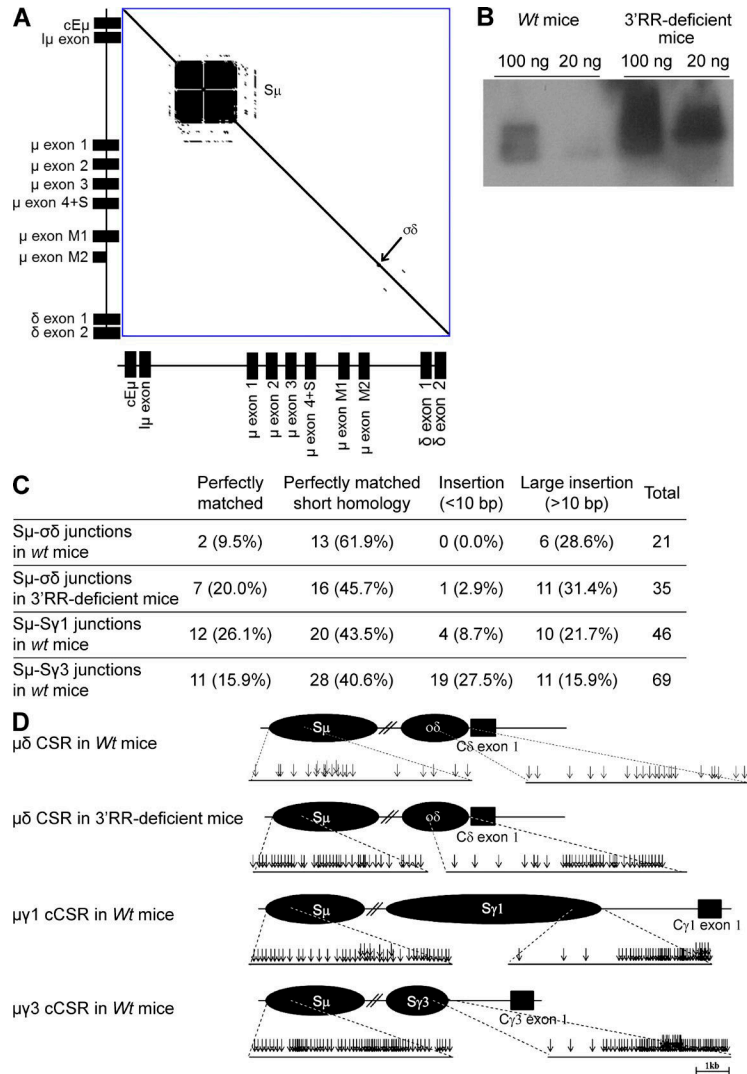 A
cEμ
Iμ exon
Sμ
μ exon 1
μ exon 2
μ exon 3
μ exon 4+S
μ exon M1
μ exon M2
σδ
δ exon 1
δ exon 2
cEμ
Iμ exon
μ exon 1
μ exon 2
μ exon 3
μ exon 4+S
μ exon M1
μ exon M2
δ exon 1
δ exon 2
B
Wt mice
3'RR-deficient
mice
100 ng 20 ng 100 ng 20 ng
C
Perfectly matched
Perfectly matched short homology
Insertion (<10 bp)
Large insertion (>10 bp)
Total
Sμ-σδ junctions
in wt mice
2 (9.5%) 13 (61.9%) 0 (0.0%) 6 (28.6%) 21
Sμ-σδ junctions
in 3'RR-deficient mice
7 (20.0%) 16 (45.7%) 1 (2.9%) 11 (31.4%) 35
Sμ-Sγ1 junctions
in wt mice
12 (26.1%) 20 (43.5%) 4 (8.7%) 10 (21.7%) 46
Sμ-Sγ3 junctions
in wt mice
11 (15.9%) 28 (40.6%) 19 (27.5%) 11 (15.9%) 69
D
μδ CSR in Wt mice
Sμ
σδ
Cδ exon 1
μδ CSR in 3'RR-deficient mice
Sμ
σδ
Cδ exon 1
μγ1 cCSR in Wt mice
Sμ
Sγ1
Cγ1 exon 1
μγ3 cCSR in Wt mice
Sμ
Sγ3
Cγ3 exon 1
1kb